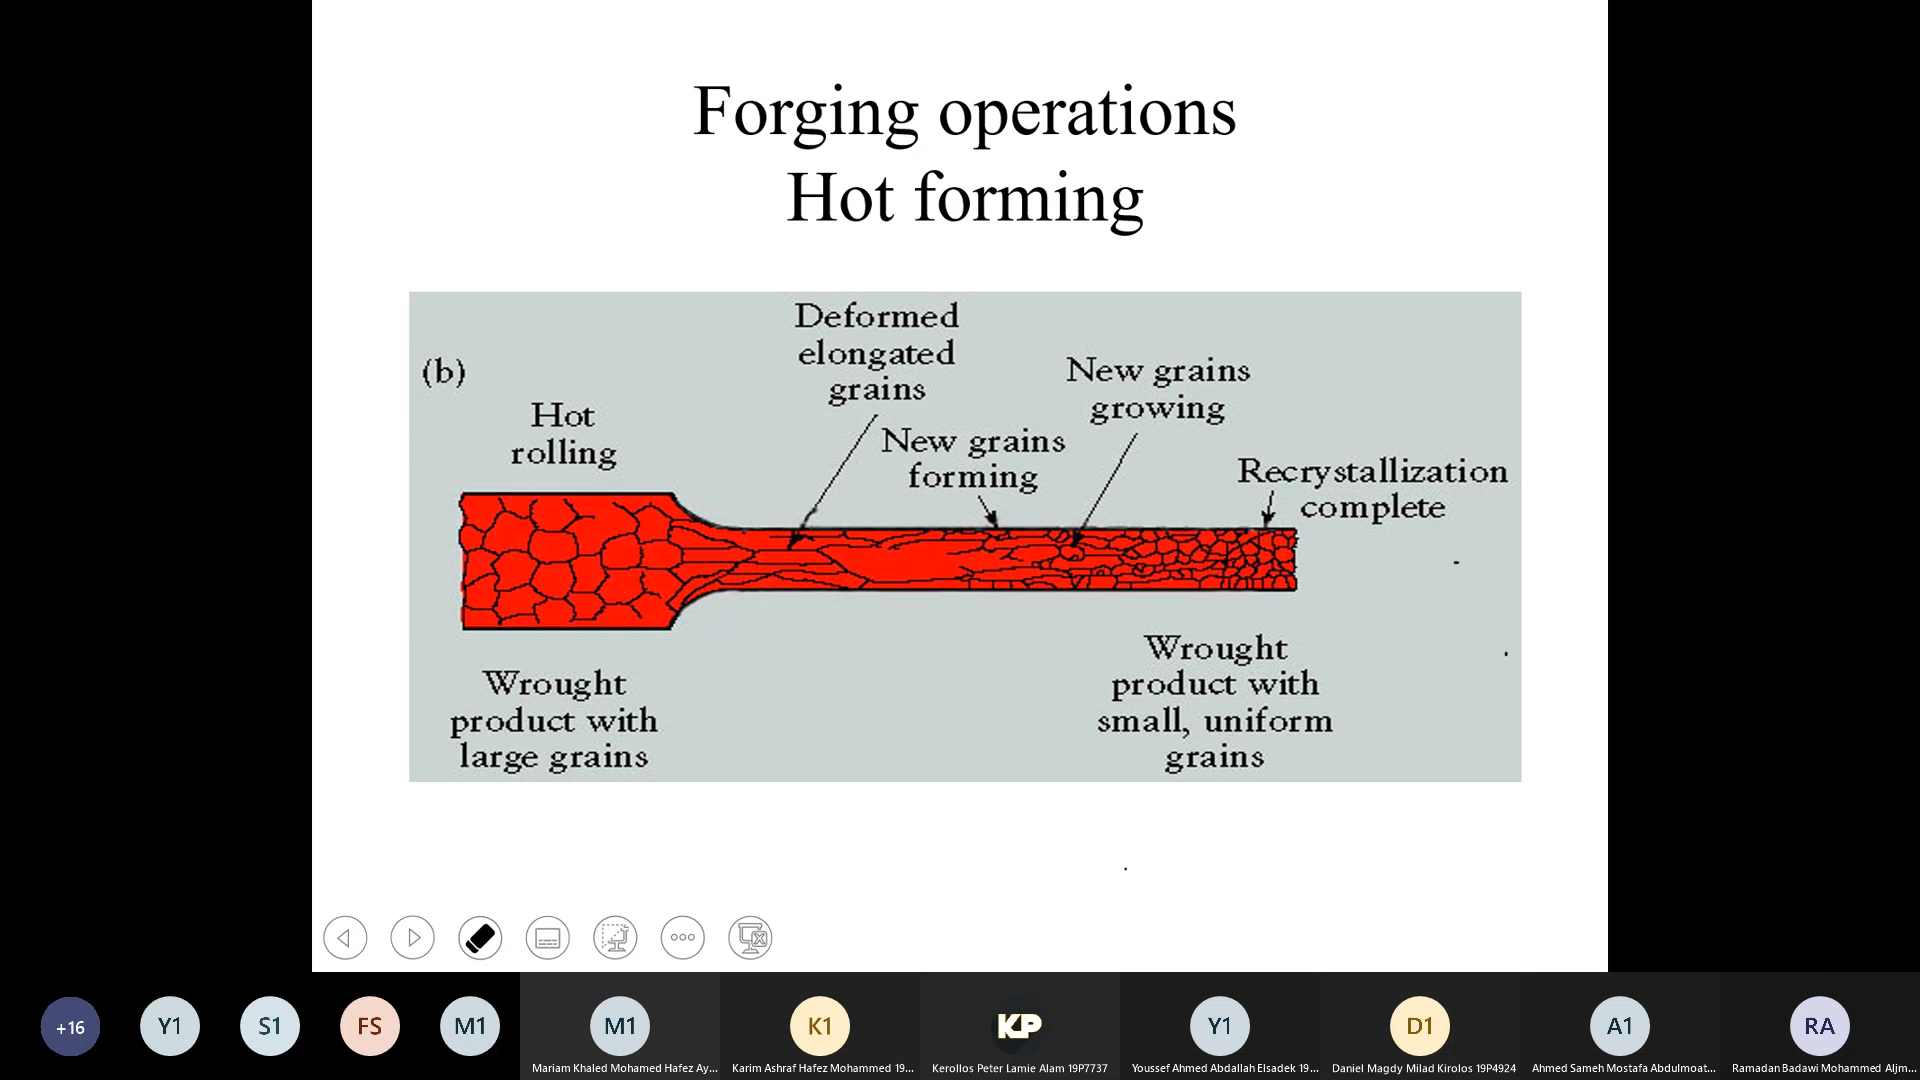 Forging operations
Hot forming
(b)
Hot
rolling
Deformed
elongated
grains
New grains
forming
New grains
growing
Recrystallization
complete
Wrought
product with
large grains
Wrought
product with
small, uniform
grains
+16
Y1
S1
FS
M1
M1
Mariam Khaled Mohamed Hafez Ay...
K1
Karim Ashraf Hafez Mohammed 19...
KP
Kerollos Peter Lamie Alam 19P7737
Y1
Youssef Ahmed Abdallah Elsadek 19...
D1
Daniel Magdy Milad Kirolos 19P4924
A1
Ahmed Sameh Mostafa Abdulmoat...
RA
Ramadan Badawi Mohammed Aljm...